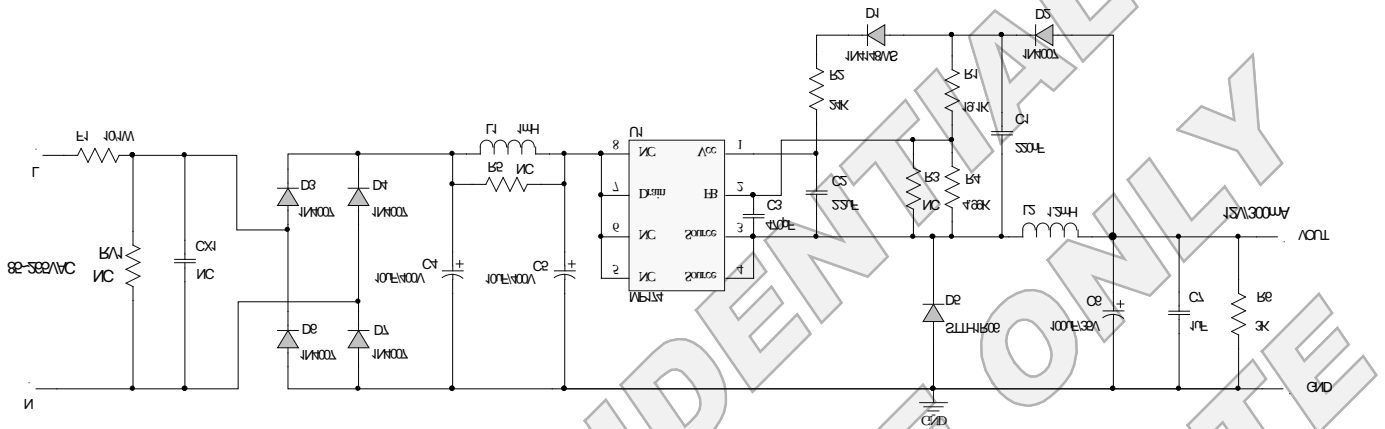 D1
D2
1N4148WS
1N4007
R2
24K
R1
19.1K
C1
220nF
F1
10/1W
L1
1mH
U1
L
R5
NC
8
NC
Vcc
1
7
Drain
FB
2
6
NC
Source
3
5
NC
Source
4
MP174
D3
1N4007
D4
1N4007
C2
2.2uF
C3
470pF
R3
NC
R4
4.99K
L2
1.2mH
12V/300mA
VOUT
85~265VAC
RV1
NC
CX1
NC
C4
10uF/400V
C5
10uF/400V
D5
STTH1R06
C6
100uF/35V
C7
1uF
R6
3K
D6
1N4007
D7
1N4007
N
GND
GND
CONFIDENTIAL
ONLY